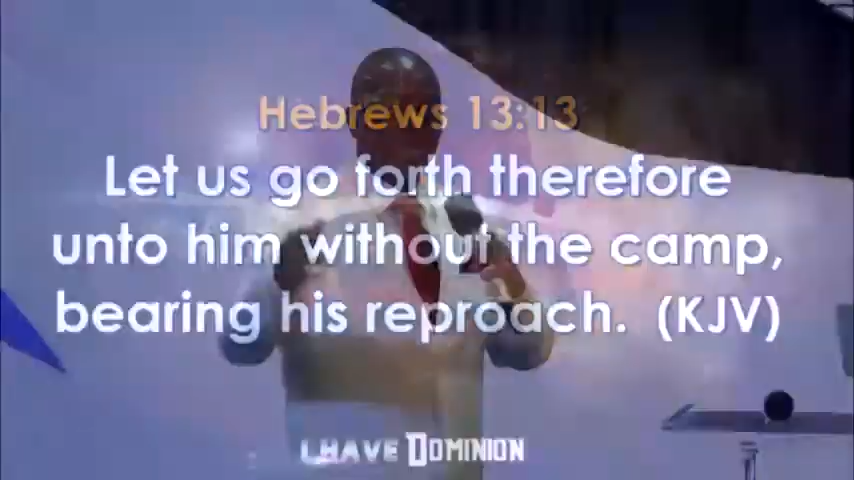 Hebrews 13:13
Let us go forth therefore
unto him without the camp,
bearing his reproach. (KJV)
I HAVE DOMINION